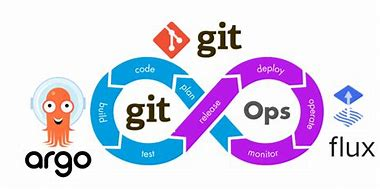 git
code
deploy
build
plan
git
release
Ops
operate
test
monitor
argo
flux